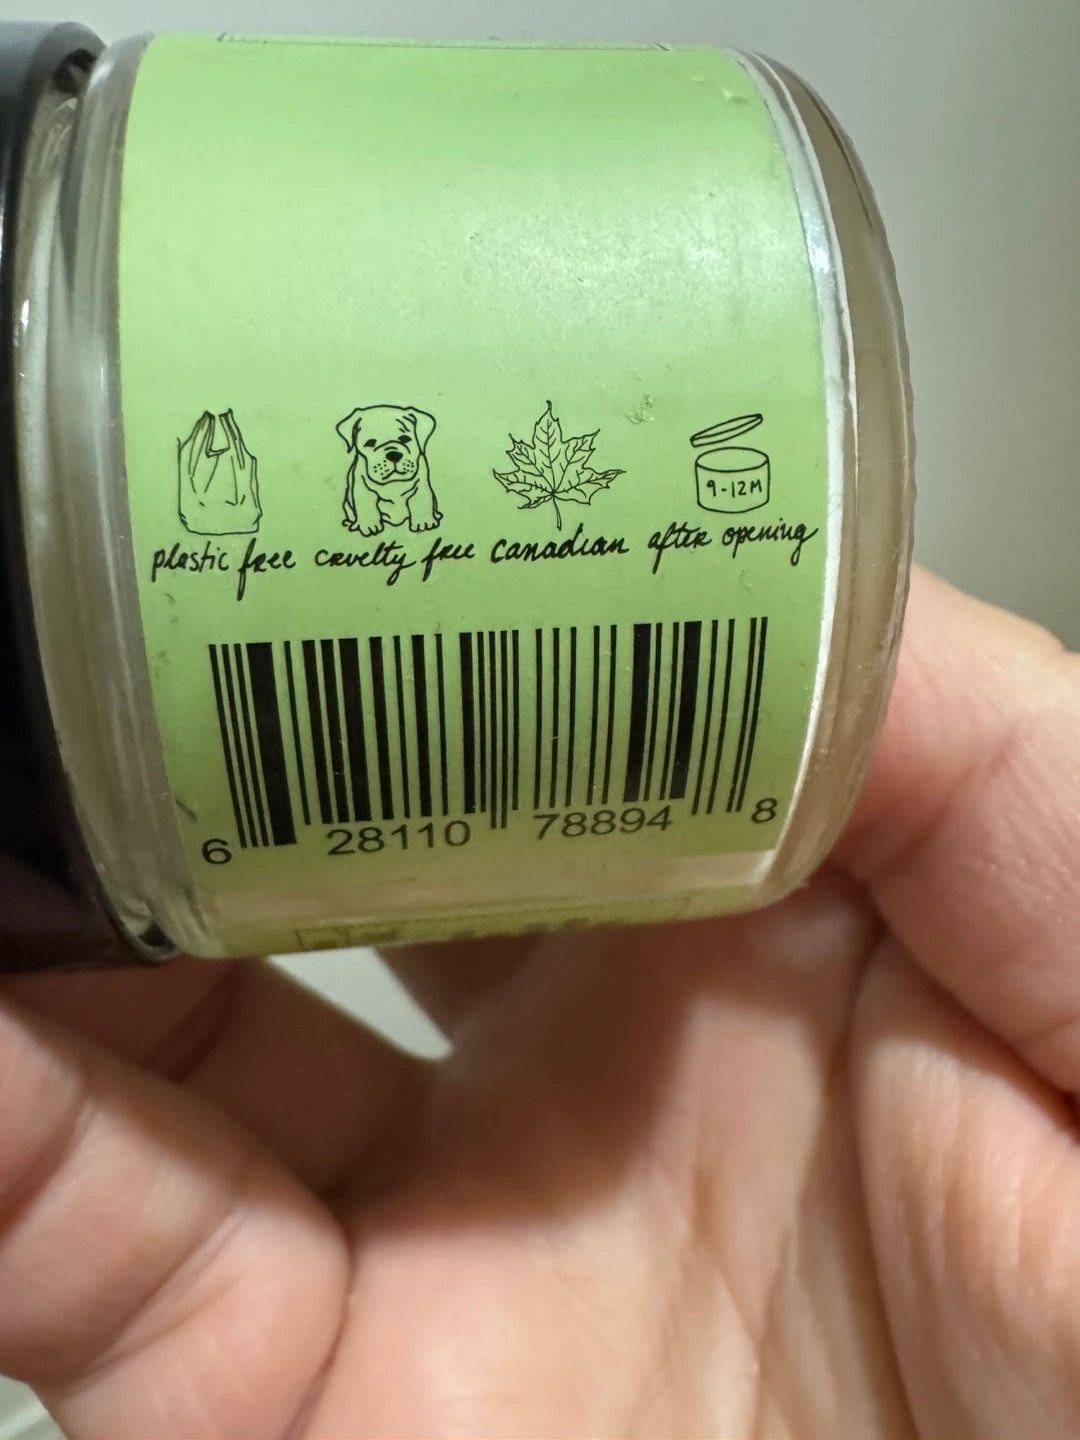 9-12M
plastic free cruelty free canadian after opening
6 28110 78894 8